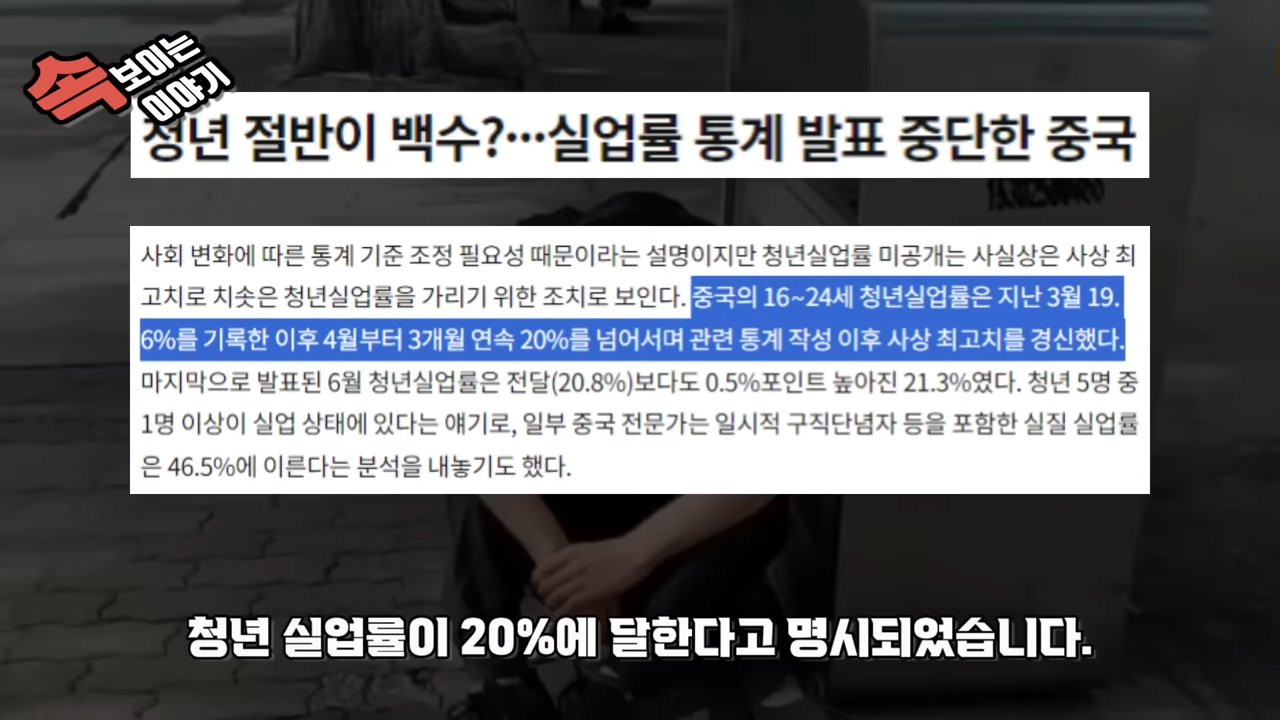 속
보이는
이야기
청년 절반이 백수?…실업률 통계 발표 중단한 중국
사회 변화에 따른 통계 기준 조정 필요성 때문이라는 설명이지만 청년실업률 미공개는 사실상은 사상 최
고치로 치솟은 청년실업률을 가리기 위한 조치로 보인다. 중국의 16~24세 청년실업률은 지난 3월 19.
6%를 기록한 이후 4월부터 3개월 연속 20%를 넘어서며 관련 통계 작성 이후 사상 최고치를 경신했다.
마지막으로 발표된 6월 청년실업률은 전달(20.8%)보다도 0.5%포인트 높아진 21.3%였다. 청년 5명 중
1명 이상이 실업 상태에 있다는 얘기로, 일부 중국 전문가는 일시적 구직단념자 등을 포함한 실질 실업률
은 46.5%에 이른다는 분석을 내놓기도 했다.
청년 실업률이 20%에 달한다고 명시되었습니다.